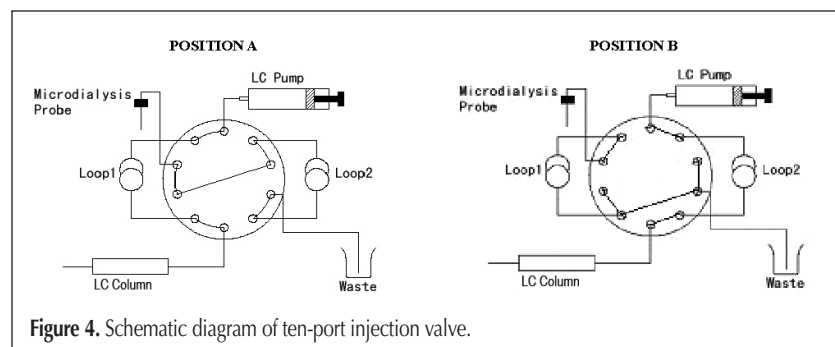 POSITION A
POSITION B
Microdialysis
Probe
LC Pump
Loop1
Loop2
LC Column
Waste
Microdialysis
Probe
LC Pump
Loop1
Loop2
LC Column
Waste
Figure 4. Schematic diagram of ten-port injection valve.